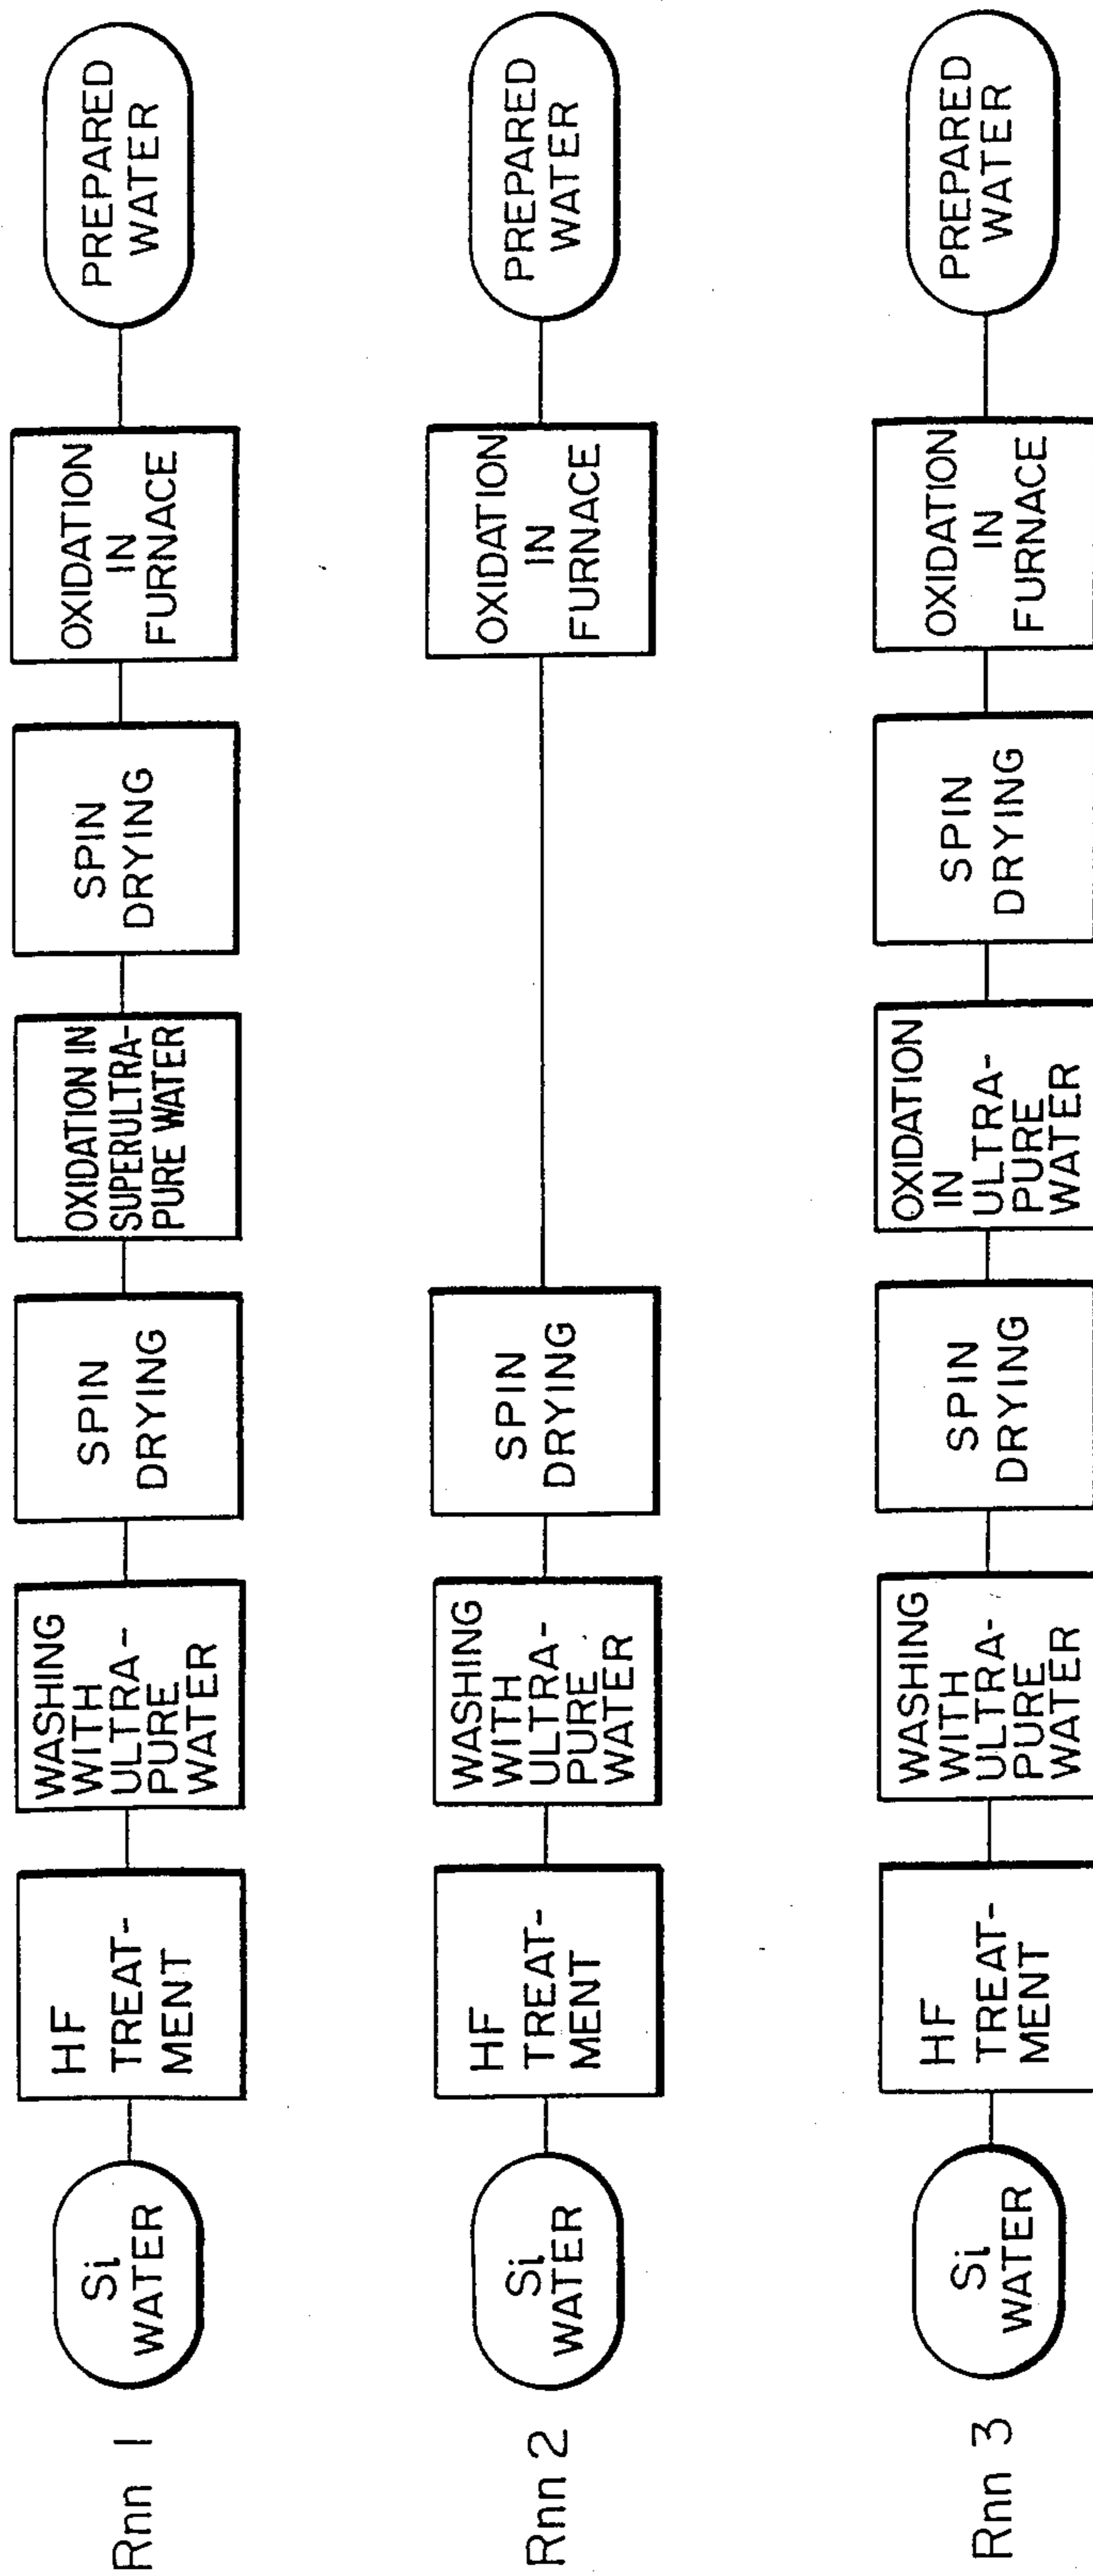 Rnn 1
Si
WATER
HF
TREAT-
MENT
WASHING
WITH
ULTRA-
PURE
WATER
SPIN
DRYING
OXIDATION IN
SUPERULTRA-
PURE WATER
SPIN
DRYING
OXIDATION
IN
FURNACE
PREPARED
WATER
Rnn 2
Si
WATER
HF
TREAT-
MENT
WASHING
WITH
ULTRA-
PURE
WATER
SPIN
DRYING
OXIDATION
IN
FURNACE
PREPARED
WATER
Rnn 3
Si
WATER
HF
TREAT-
MENT
WASHING
WITH
ULTRA-
PURE
WATER
SPIN
DRYING
OXIDATION
IN
ULTRA-
PURE
WATER
SPIN
DRYING
OXIDATION
IN
FURNACE
PREPARED
WATER